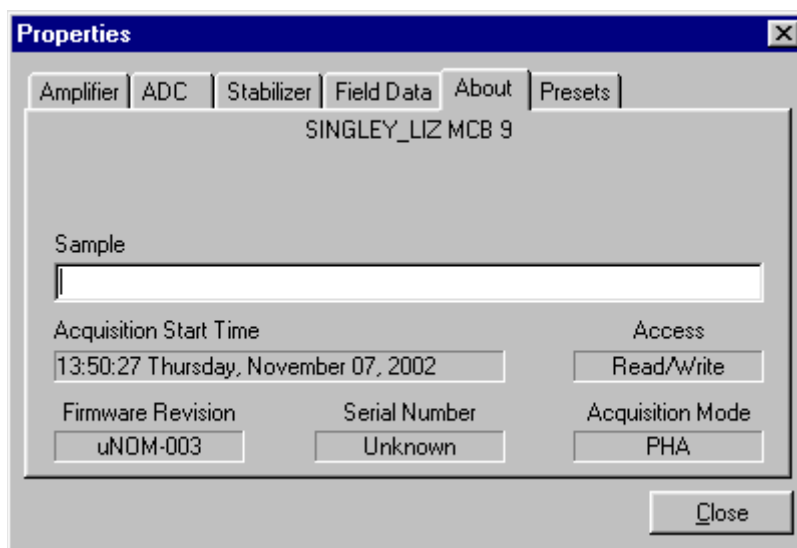 Properties
Amplifier ADC Stabilizer Field Data About Presets
SINGLEY_LIZ MCB 9
Sample
Acquisition Start Time Access
13:50:27 Thursday, November 07, 2002 Read/Write
Firmware Revision Serial Number Acquisition Mode
uNOM-003 Unknown PHA
Close